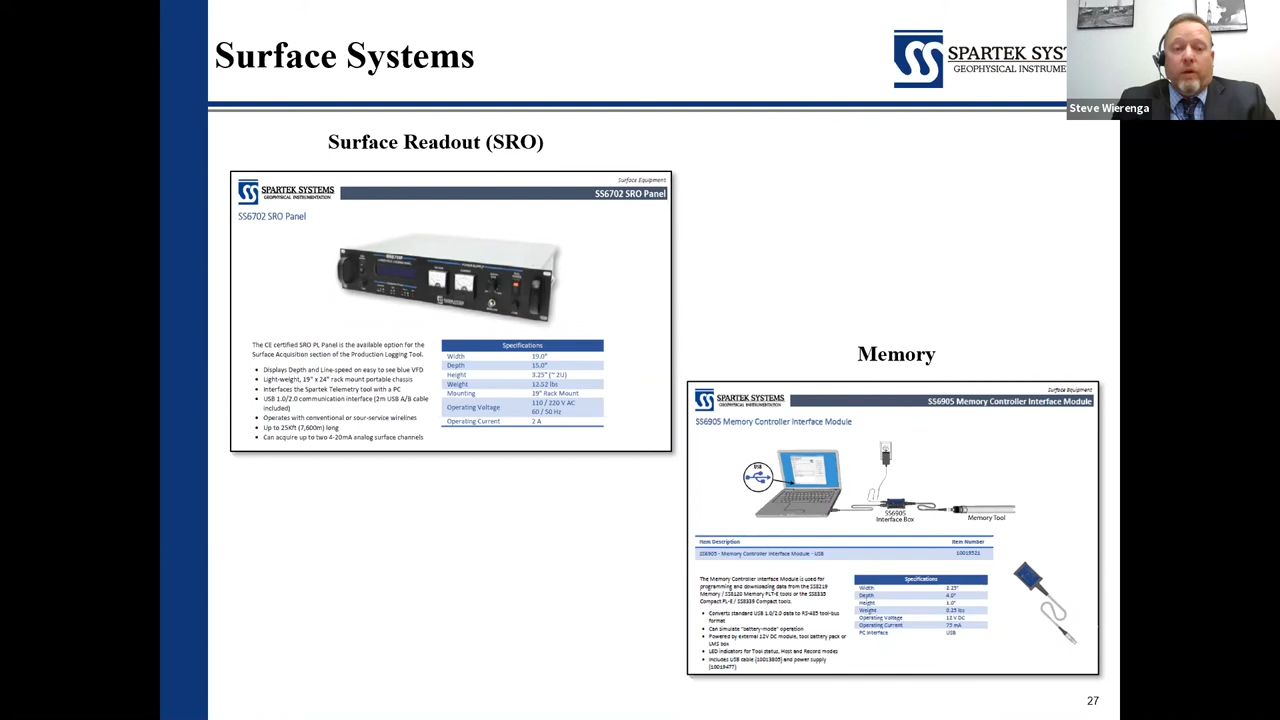 Surface Systems
SPARTEK SYS
GEOPHYSICAL INSTRUMEN
Steve Wierenga
Surface Readout (SRO)
SPARTEK SYSTEMS
GEOPHYSICAL INSTRUMENTATION
Surface Equipment
SS6702 SRO Panel
SS6702 SRO Panel
The CE certified SRO PL Panel is the available option for the
Surface Acquisition section of the Production Logging Tool.
• Displays Depth and Line-speed on easy to see blue VFD
• Light-weight, 19" x 24" rack mount portable chassis
• Interfaces the Spartek Telemetry tool with a PC
• USB 1.0/2.0 communication interface (2m USB A/B cable
included)
• Operates with conventional or sour-service wirelines
• Up to 25Kft (7,600m) long
• Can acquire up to two 4-20mA analog surface channels
Specifications
Width 19.0"
Depth 15.0"
Height 3.25" (~ 2U)
Weight 12.52 lbs
Mounting 19" Rack Mount
Operating Voltage 110 / 220 V AC
60 / 50 Hz
Operating Current 2 A
Memory
SPARTEK SYSTEMS
GEOPHYSICAL INSTRUMENTATION
Surface Equipment
SS6905 Memory Controller Interface Module
SS6905 Memory Controller Interface Module
USB
SS6905
Interface Box
Memory Tool
Item Description Item Number
SS6905 - Memory Controller Interface Module - USB 10019521
The Memory Controller Interface Module is used for
programming and downloading data from the SS8219
Memory / SS8120 Memory PLT-E tools or the SS8335
Compact PL-E / SS8339 Compact tools.
• Converts standard USB 1.0/2.0 data to RS-485 tool-bus
format
• Can simulate "battery-mode" operation
• Powered by external 12V DC module, tool battery pack or
LMS box
• LED indicators for Tool status, Host and Record modes
• Includes USB cable (10013805) and power supply
(10019477)
Specifications
Width 2.25"
Depth 4.0"
Height 1.0"
Weight 0.25 lbs
Operating Voltage 12 V DC
Operating Current 75 mA
PC Interface USB
27